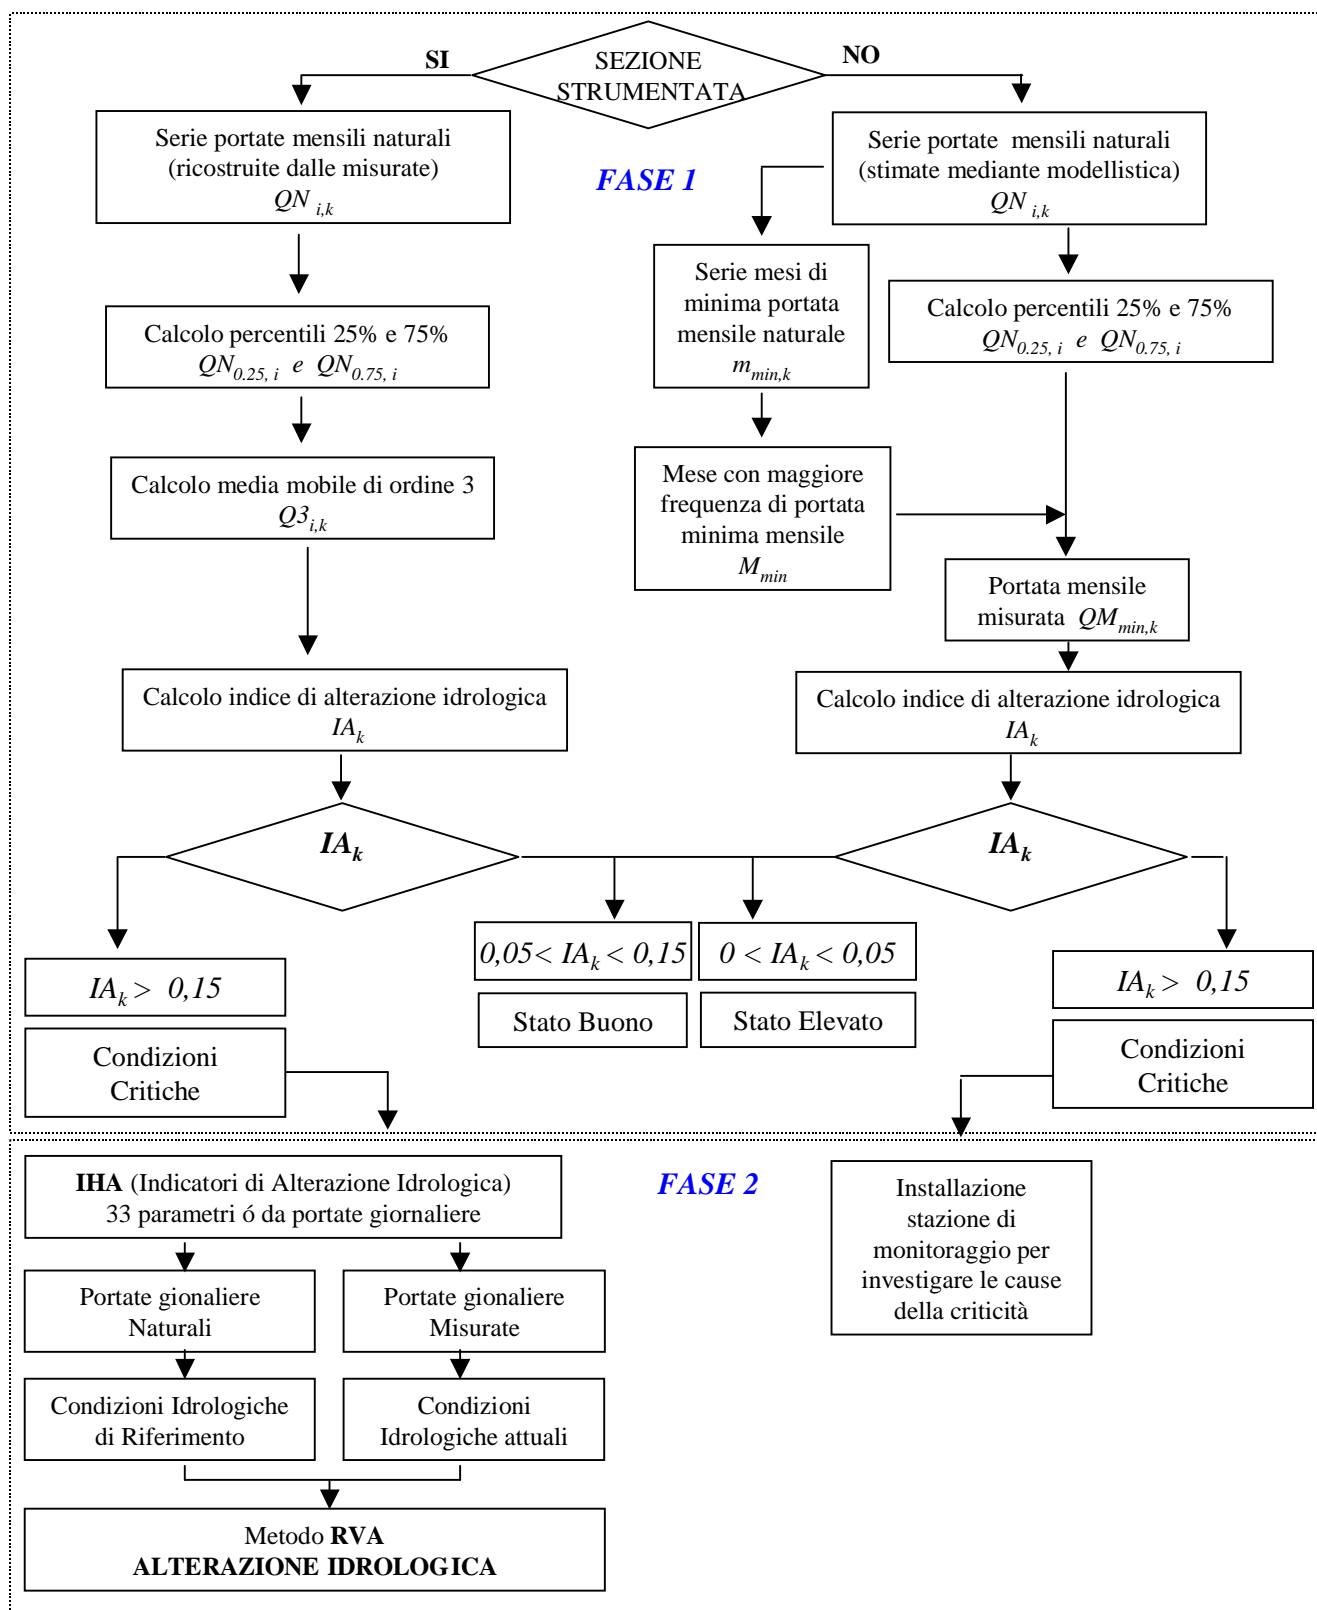 SI
SEZIONE
STRUMENTATA
NO
Serie portate mensili naturali
(ricostruite dalle misurate)
QN i,k
FASE 1
Serie portate mensili naturali
(stimate mediante modellistica)
QN i,k
Calcolo percentili 25% e 75%
QN0.25, i e QN0.75, i
Serie mesi di
minima portata
mensile naturale
mmin,k
Calcolo percentili 25% e 75%
QN0.25, i e QN0.75, i
Calcolo media mobile di ordine 3
Q3i,k
Mese con maggiore
frequenza di portata
minima mensile
Mmin
Portata mensile
misurata QMmin,k
Calcolo indice di alterazione idrologica
IAk
Calcolo indice di alterazione idrologica
IAk
IAk
IAk
IAk > 0,15
0,05< IAk < 0,15
0 < IAk < 0,05
IAk > 0,15
Stato Buono
Stato Elevato
Condizioni
Critiche
Condizioni
Critiche
IHA (Indicatori di Alterazione Idrologica)
33 parametri ó da portate giornaliere
FASE 2
Installazione
stazione di
monitoraggio per
investigare le cause
della criticità
Portate gionaliere
Naturali
Portate gionaliere
Misurate
Condizioni Idrologiche
di Riferimento
Condizioni
Idrologiche attuali
Metodo RVA
ALTERAZIONE IDROLOGICA